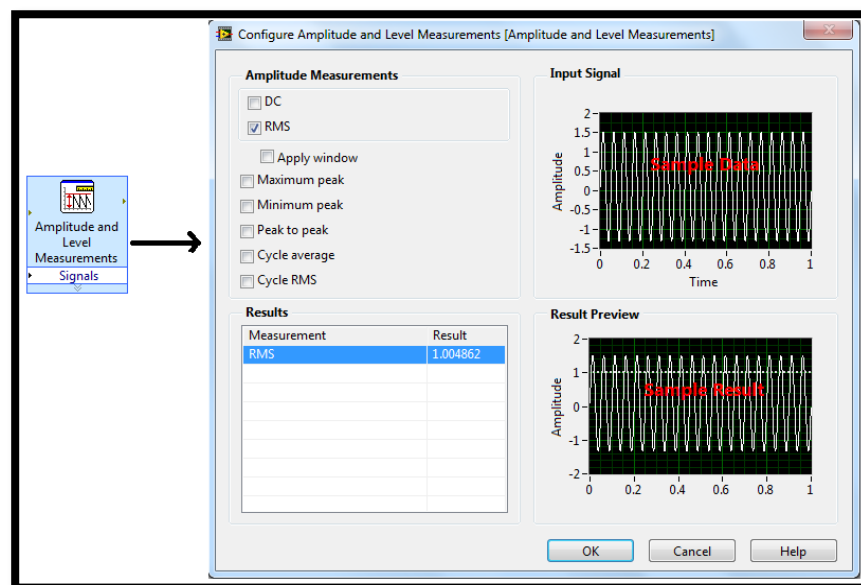 Configure Amplitude and Level Measurements [Amplitude and Level Measurements]
Amplitude and
Level
Measurements
Signals
Amplitude Measurements
DC
RMS
Apply window
Maximum peak
Minimum peak
Peak to peak
Cycle average
Cycle RMS
Results
Measurement Result
RMS 1.004862
Input Signal
Sample Data
Amplitude
2
1.5
1
0.5
0
-0.5
-1
-1.5
0 0.2 0.4 0.6 0.8 1
Time
Result Preview
Sample Result
Amplitude
2
1
0
-1
-2
0 0.2 0.4 0.6 0.8 1
Time
OK Cancel Help